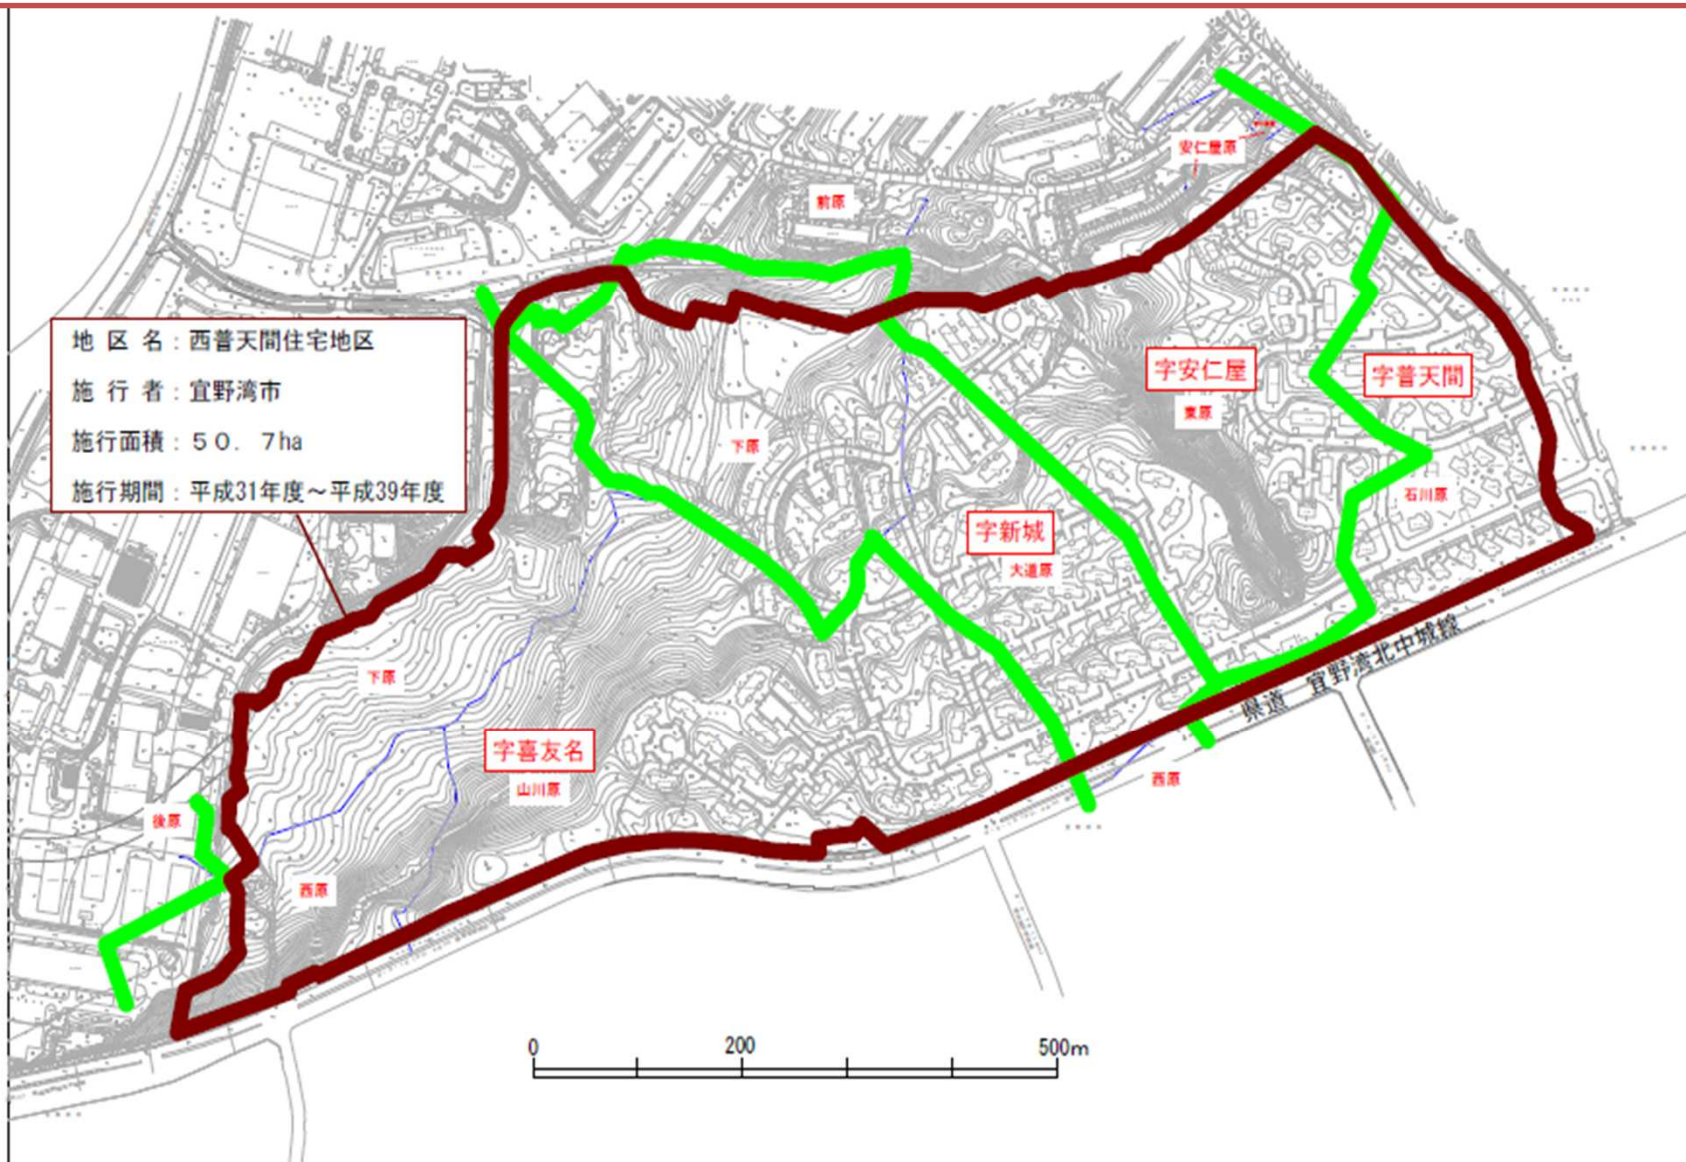 安仁屋原
前原
地 区 名：西普天間住宅地区
施 行 者：宜野湾市
施行面積：５０．７ha
施行期間：平成31年度～平成39年度
字安仁屋
東原
字普天間
下原
石川原
字新城
大道原
下原
県道 宜野湾北中城線
字喜友名
山川原
西原
後原
西原
0 200 500m